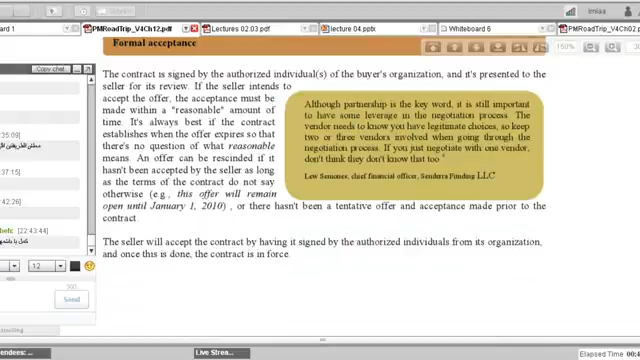 PMRoadTrip_V4Ch12.pdf
Lectures 02:03.pdf
lecture 04.pptx
Whiteboard 6
PMRoadTrip_V4Ch02
Imlaa
Copy chat
150%
Formal acceptance
The contract is signed by the authorized individual(s) of the buyer's organization, and it's presented to the
seller for its review. If the seller intends to
accept the offer, the acceptance must be
made within a "reasonable" amount of
time. It's always best if the contract
establishes when the offer expires so that
there's no question of what reasonable
means. An offer can be rescinded if it
hasn't been accepted by the seller as long
as the terms of the contract do not say
otherwise (e.g., this offer will remain
open until January 1, 2010) , or there hasn't been a tentative offer and acceptance made prior to the
contract.
Although partnership is the key word, it is still important
to have some leverage in the negotiation process. The
vendor needs to know you have legitimate choices, so keep
two or three vendors involved when going through the
negotiation process. If you just negotiate with one vendor,
don't think they don't know that too
Lew Semones, chief financial officer, Sendera Funding LLC
The seller will accept the contract by having it signed by the authorized individuals from its organization,
and once this is done, the contract is in force.
22:43:44
12
Send
Live Strea...
Elapsed Time